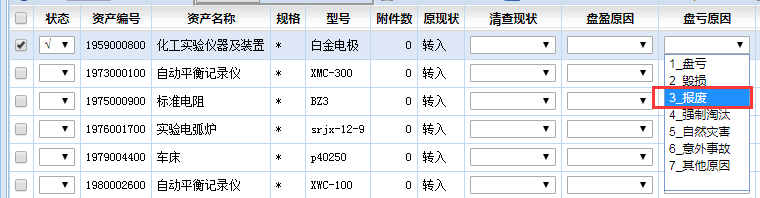 状态 资产编号 资产名称 规格 型号 附件数 原现状 清查现状 盘盈原因 盘亏原因
√ 1959000800 化工实验仪器及装置 * 白金电极 0 转入
1973000100 自动平衡记录仪 * XMC-300 0 转入
1975000900 标准电阻 * BZ3 0 转入
1976001700 实验电弧炉 * srjx-12-9 0 转入
1979004400 车床 * p40250 0 转入
1980002600 自动平衡记录仪 * XWC-100 0 转入
1_盘亏
2_毁损
3_报废
4_强制淘汰
5_自然灾害
6_意外事故
7_其他原因